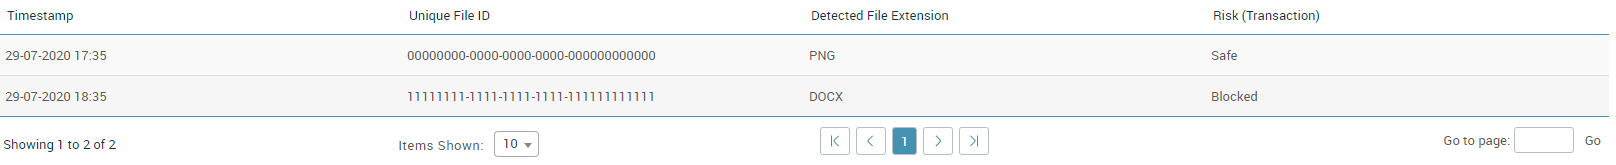 Timestamp Unique File ID Detected File Extension Risk (Transaction)
29-07-2020 17:35 00000000-0000-0000-0000-000000000000 PNG Safe
29-07-2020 18:35 11111111-1111-1111-1111-111111111111 DOCX Blocked
Showing 1 to 2 of 2 Items Shown: 10 1 Go to page: Go